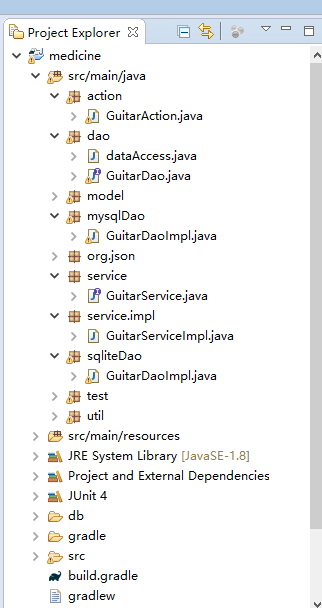 Project Explorer
medicine
src/main/java
action
GuitarAction.java
dao
dataAccess.java
GuitarDao.java
model
mysqlDao
GuitarDaoImpl.java
org.json
service
GuitarService.java
service.impl
GuitarServiceImpl.java
sqliteDao
GuitarDaoImpl.java
test
util
src/main/resources
JRE System Library [JavaSE-1.8]
Project and External Dependencies
JUnit 4
db
gradle
src
build.gradle
gradlew